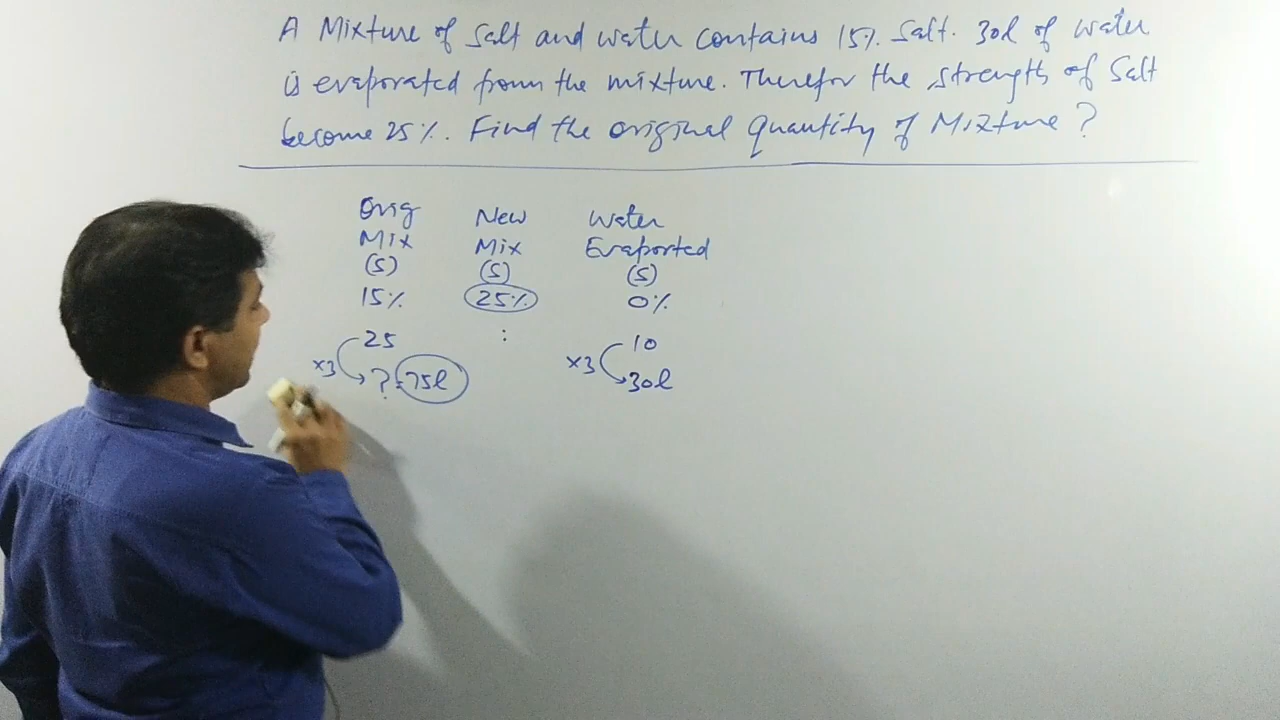 A Mixture of Salt and water contains 15%. Salt. 30l of water
is evaporated from the mixture. Therefor the strength of Salt
become 25%. Find the original Quantity of Mixture?
Orig New Water
Mix Mix Evaported
(S) (S) (S)
15% 25% 0%
25 : 10
×3 ? 75l ×3 30l